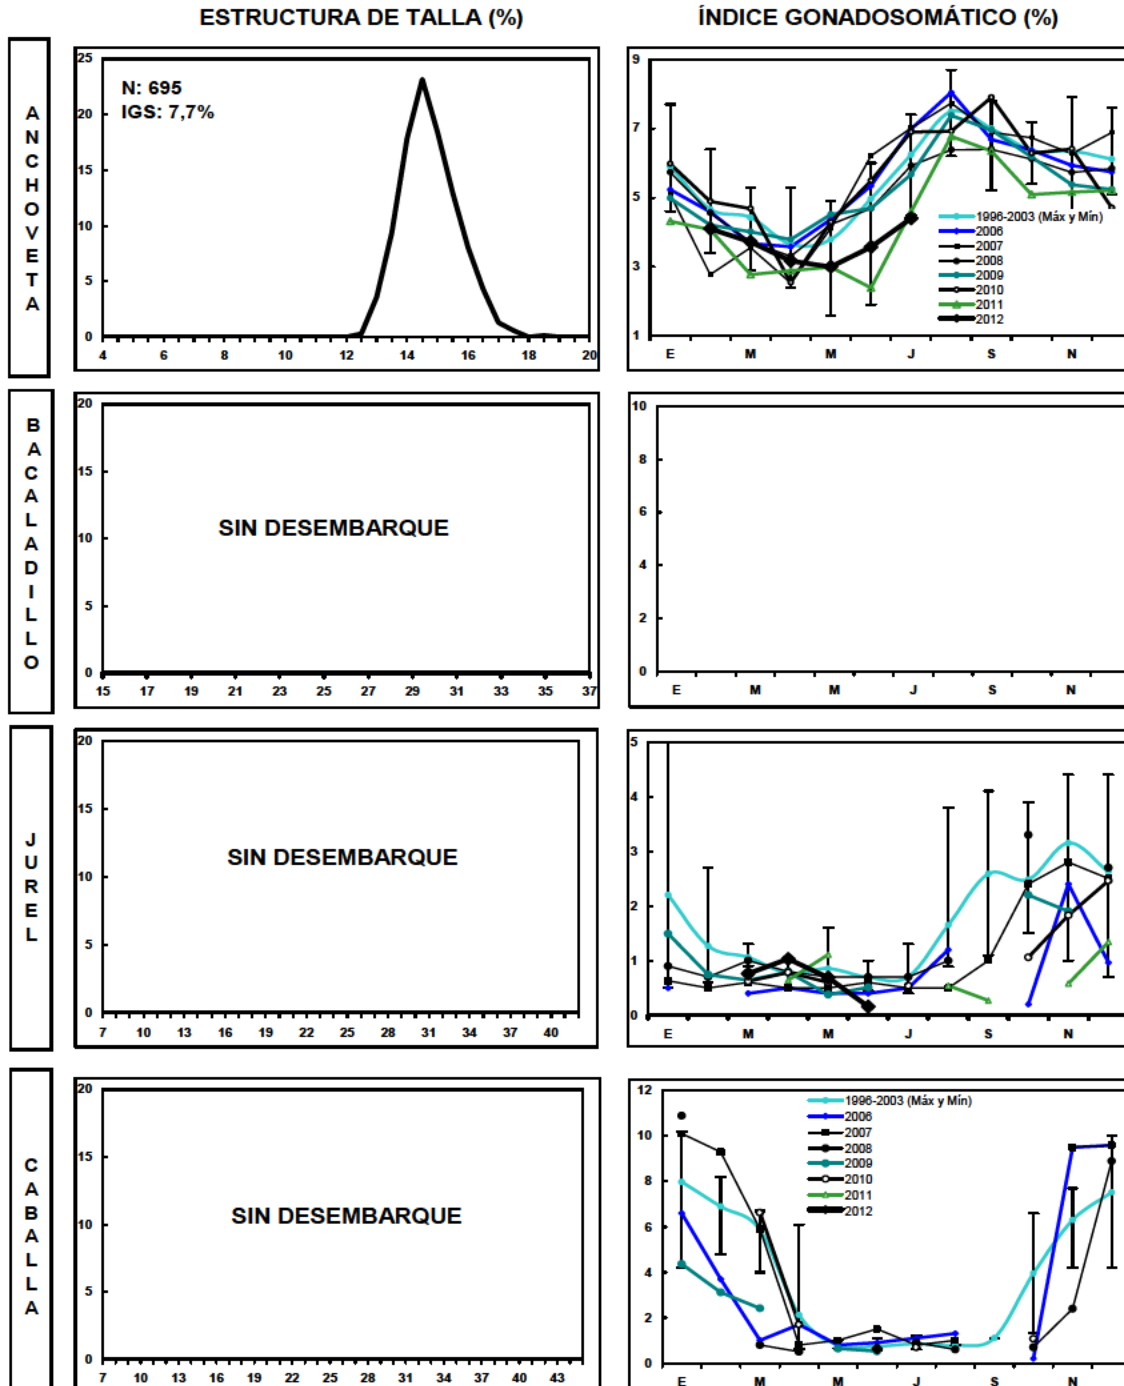 ESTRUCTURA DE TALLA (%)
ÍNDICE GONADOSOMÁTICO (%)
ANCHOVETA
25
20
15
10
5
0
N: 695
IGS: 7,7%
4 6 8 10 12 14 16 18 20
9
7
5
3
1
1996-2003 (Máx y Mín)
2006
2007
2008
2009
2010
2011
2012
E M M J S N
BACALADILLO
20
15
10
5
0
SIN DESEMBARQUE
15 17 19 21 23 25 27 29 31 33 35 37
10
8
6
4
2
0
E M M J S N
JUREL
20
15
10
5
0
SIN DESEMBARQUE
7 10 13 16 19 22 25 28 31 34 37 40
5
4
3
2
1
0
E M M J S N
CABALLA
20
15
10
5
0
SIN DESEMBARQUE
7 10 13 16 19 22 25 28 31 34 37 40 43
12
10
8
6
4
2
0
1996-2003 (Máx y Mín)
2006
2007
2008
2009
2010
2011
2012
E M M J S N